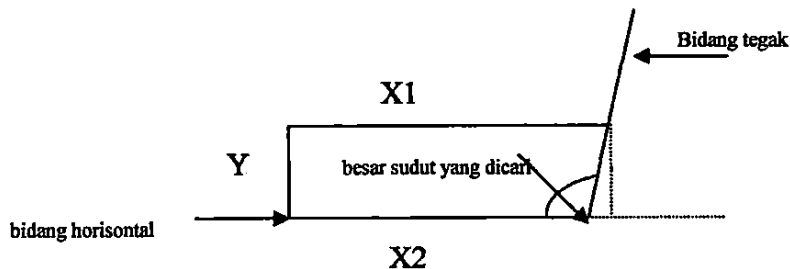 Bidang tegak
X1
Y
besar sudut yang dicari
bidang horisontal
X2